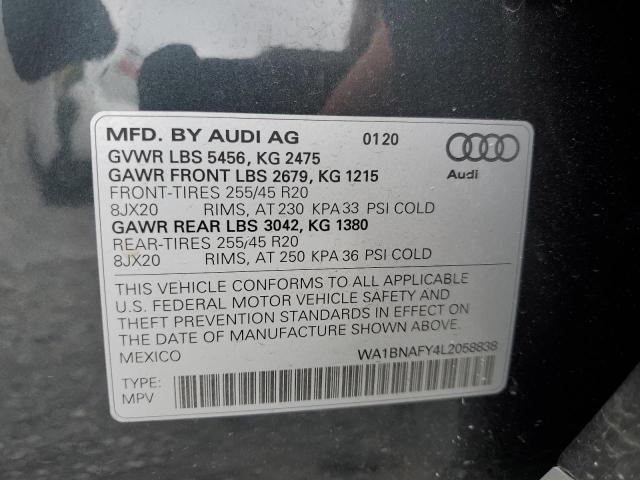 MFD. BY AUDI AG 0120
GVWR LBS 5456, KG 2475
GAWR FRONT LBS 2679, KG 1215
Audi
FRONT-TIRES 255/45 R20
8JX20 RIMS, AT 230 KPA 33 PSI COLD
GAWR REAR LBS 3042, KG 1380
REAR-TIRES 255/45 R20
8JX20 RIMS, AT 250 KPA 36 PSI COLD
THIS VEHICLE CONFORMS TO ALL APPLICABLE
U.S. FEDERAL MOTOR VEHICLE SAFETY AND
THEFT PREVENTION STANDARDS IN EFFECT ON
THE DATE OF MANUFACTURE SHOWN ABOVE.
MEXICO WA1BNAFY4L2058838
TYPE:
MPV